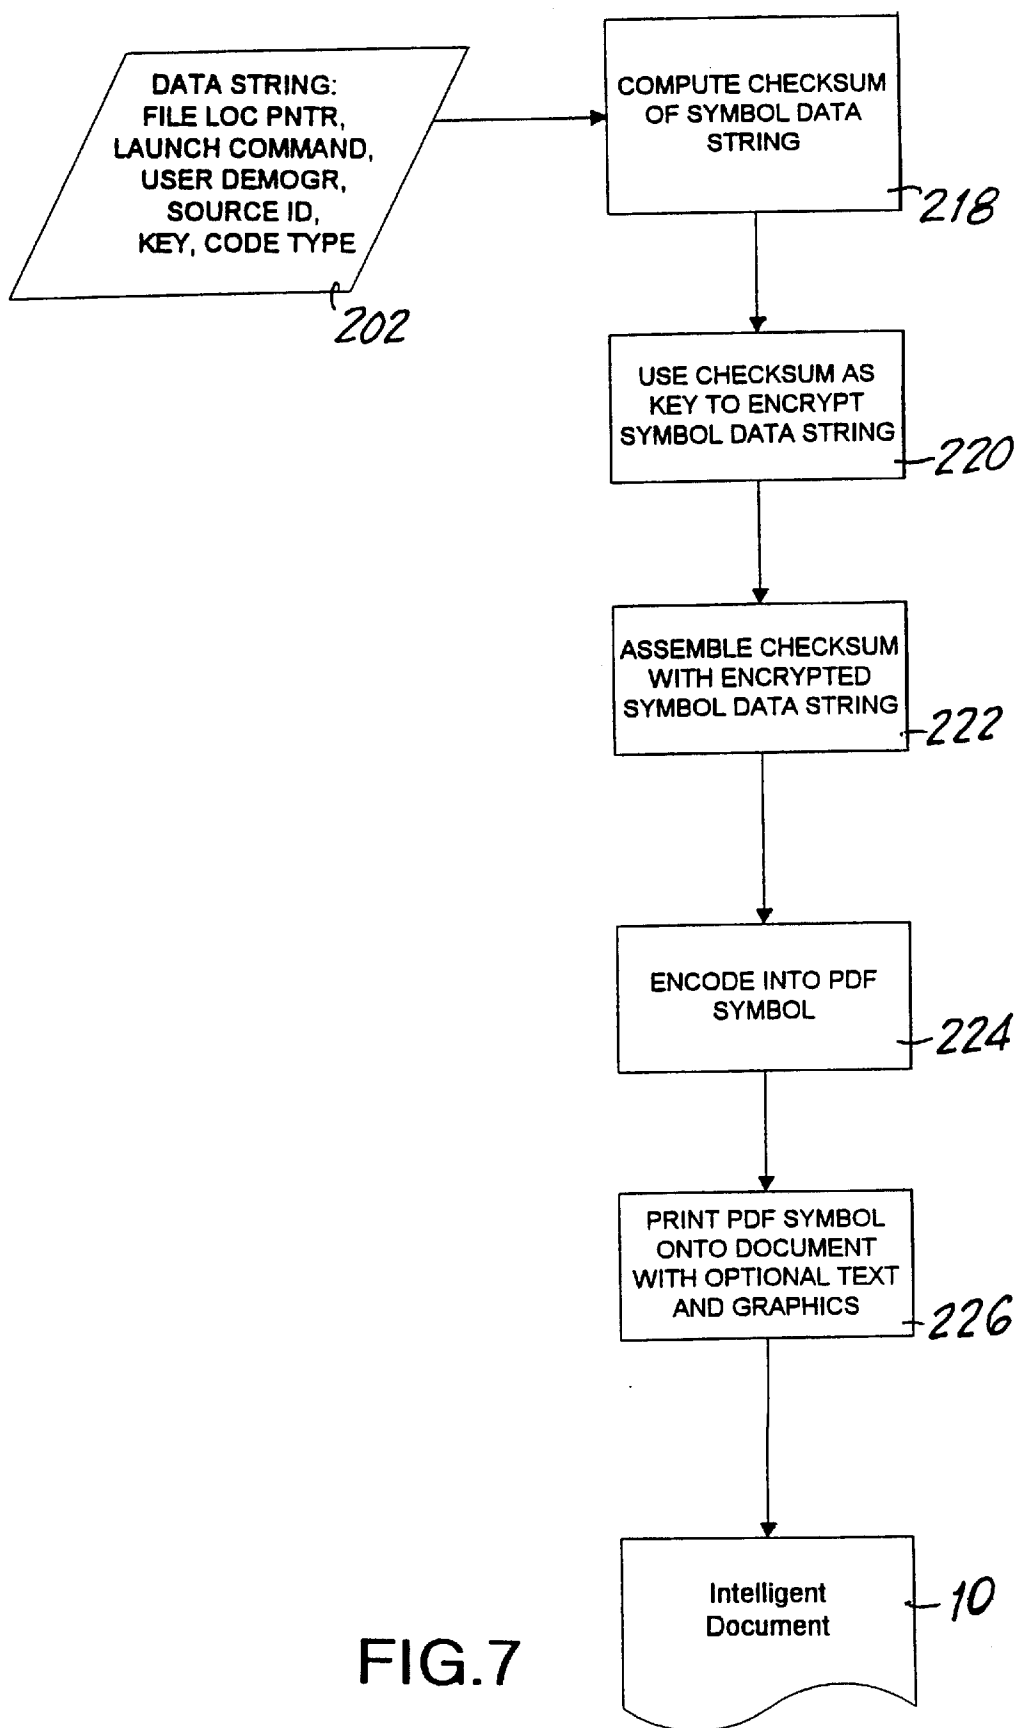 DATA STRING:
FILE LOC PNTR,
LAUNCH COMMAND,
USER DEMOGR,
SOURCE ID,
KEY, CODE TYPE
202
COMPUTE CHECKSUM
OF SYMBOL DATA
STRING
218
USE CHECKSUM AS
KEY TO ENCRYPT
SYMBOL DATA STRING
220
ASSEMBLE CHECKSUM
WITH ENCRYPTED
SYMBOL DATA STRING
222
ENCODE INTO PDF
SYMBOL
224
PRINT PDF SYMBOL
ONTO DOCUMENT
WITH OPTIONAL TEXT
AND GRAPHICS
226
Intelligent
Document
10
FIG.7